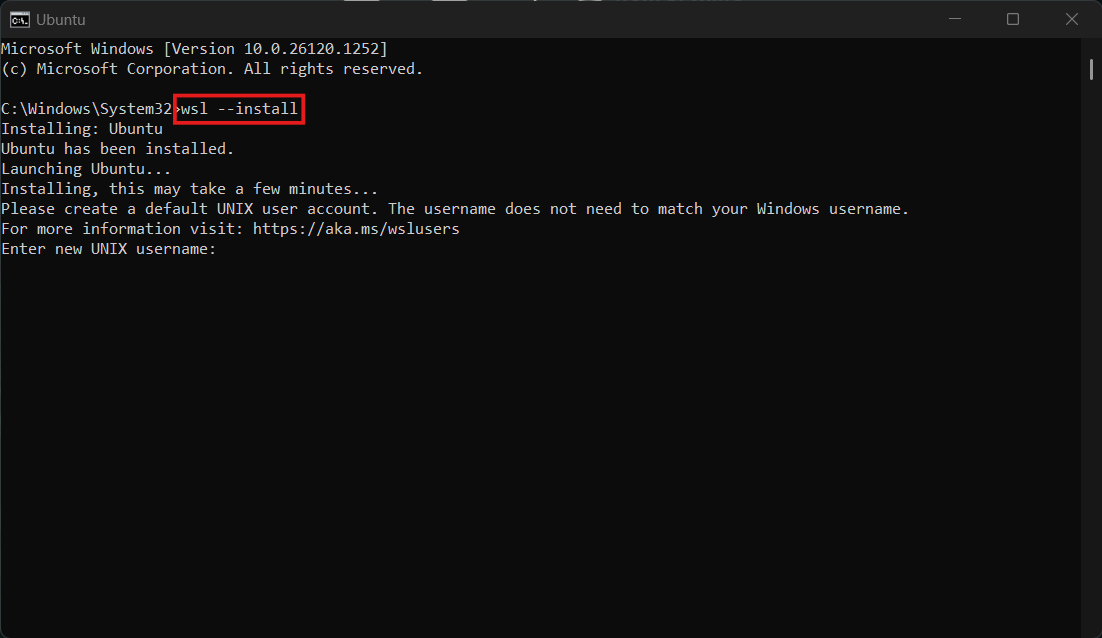 Ubuntu
Microsoft Windows [Version 10.0.26120.1252]
(c) Microsoft Corporation. All rights reserved.
C:\Windows\System32>wsl --install
Installing: Ubuntu
Ubuntu has been installed.
Launching Ubuntu...
Installing, this may take a few minutes...
Please create a default UNIX user account. The username does not need to match your Windows username.
For more information visit: https://aka.ms/wslusers
Enter new UNIX username: